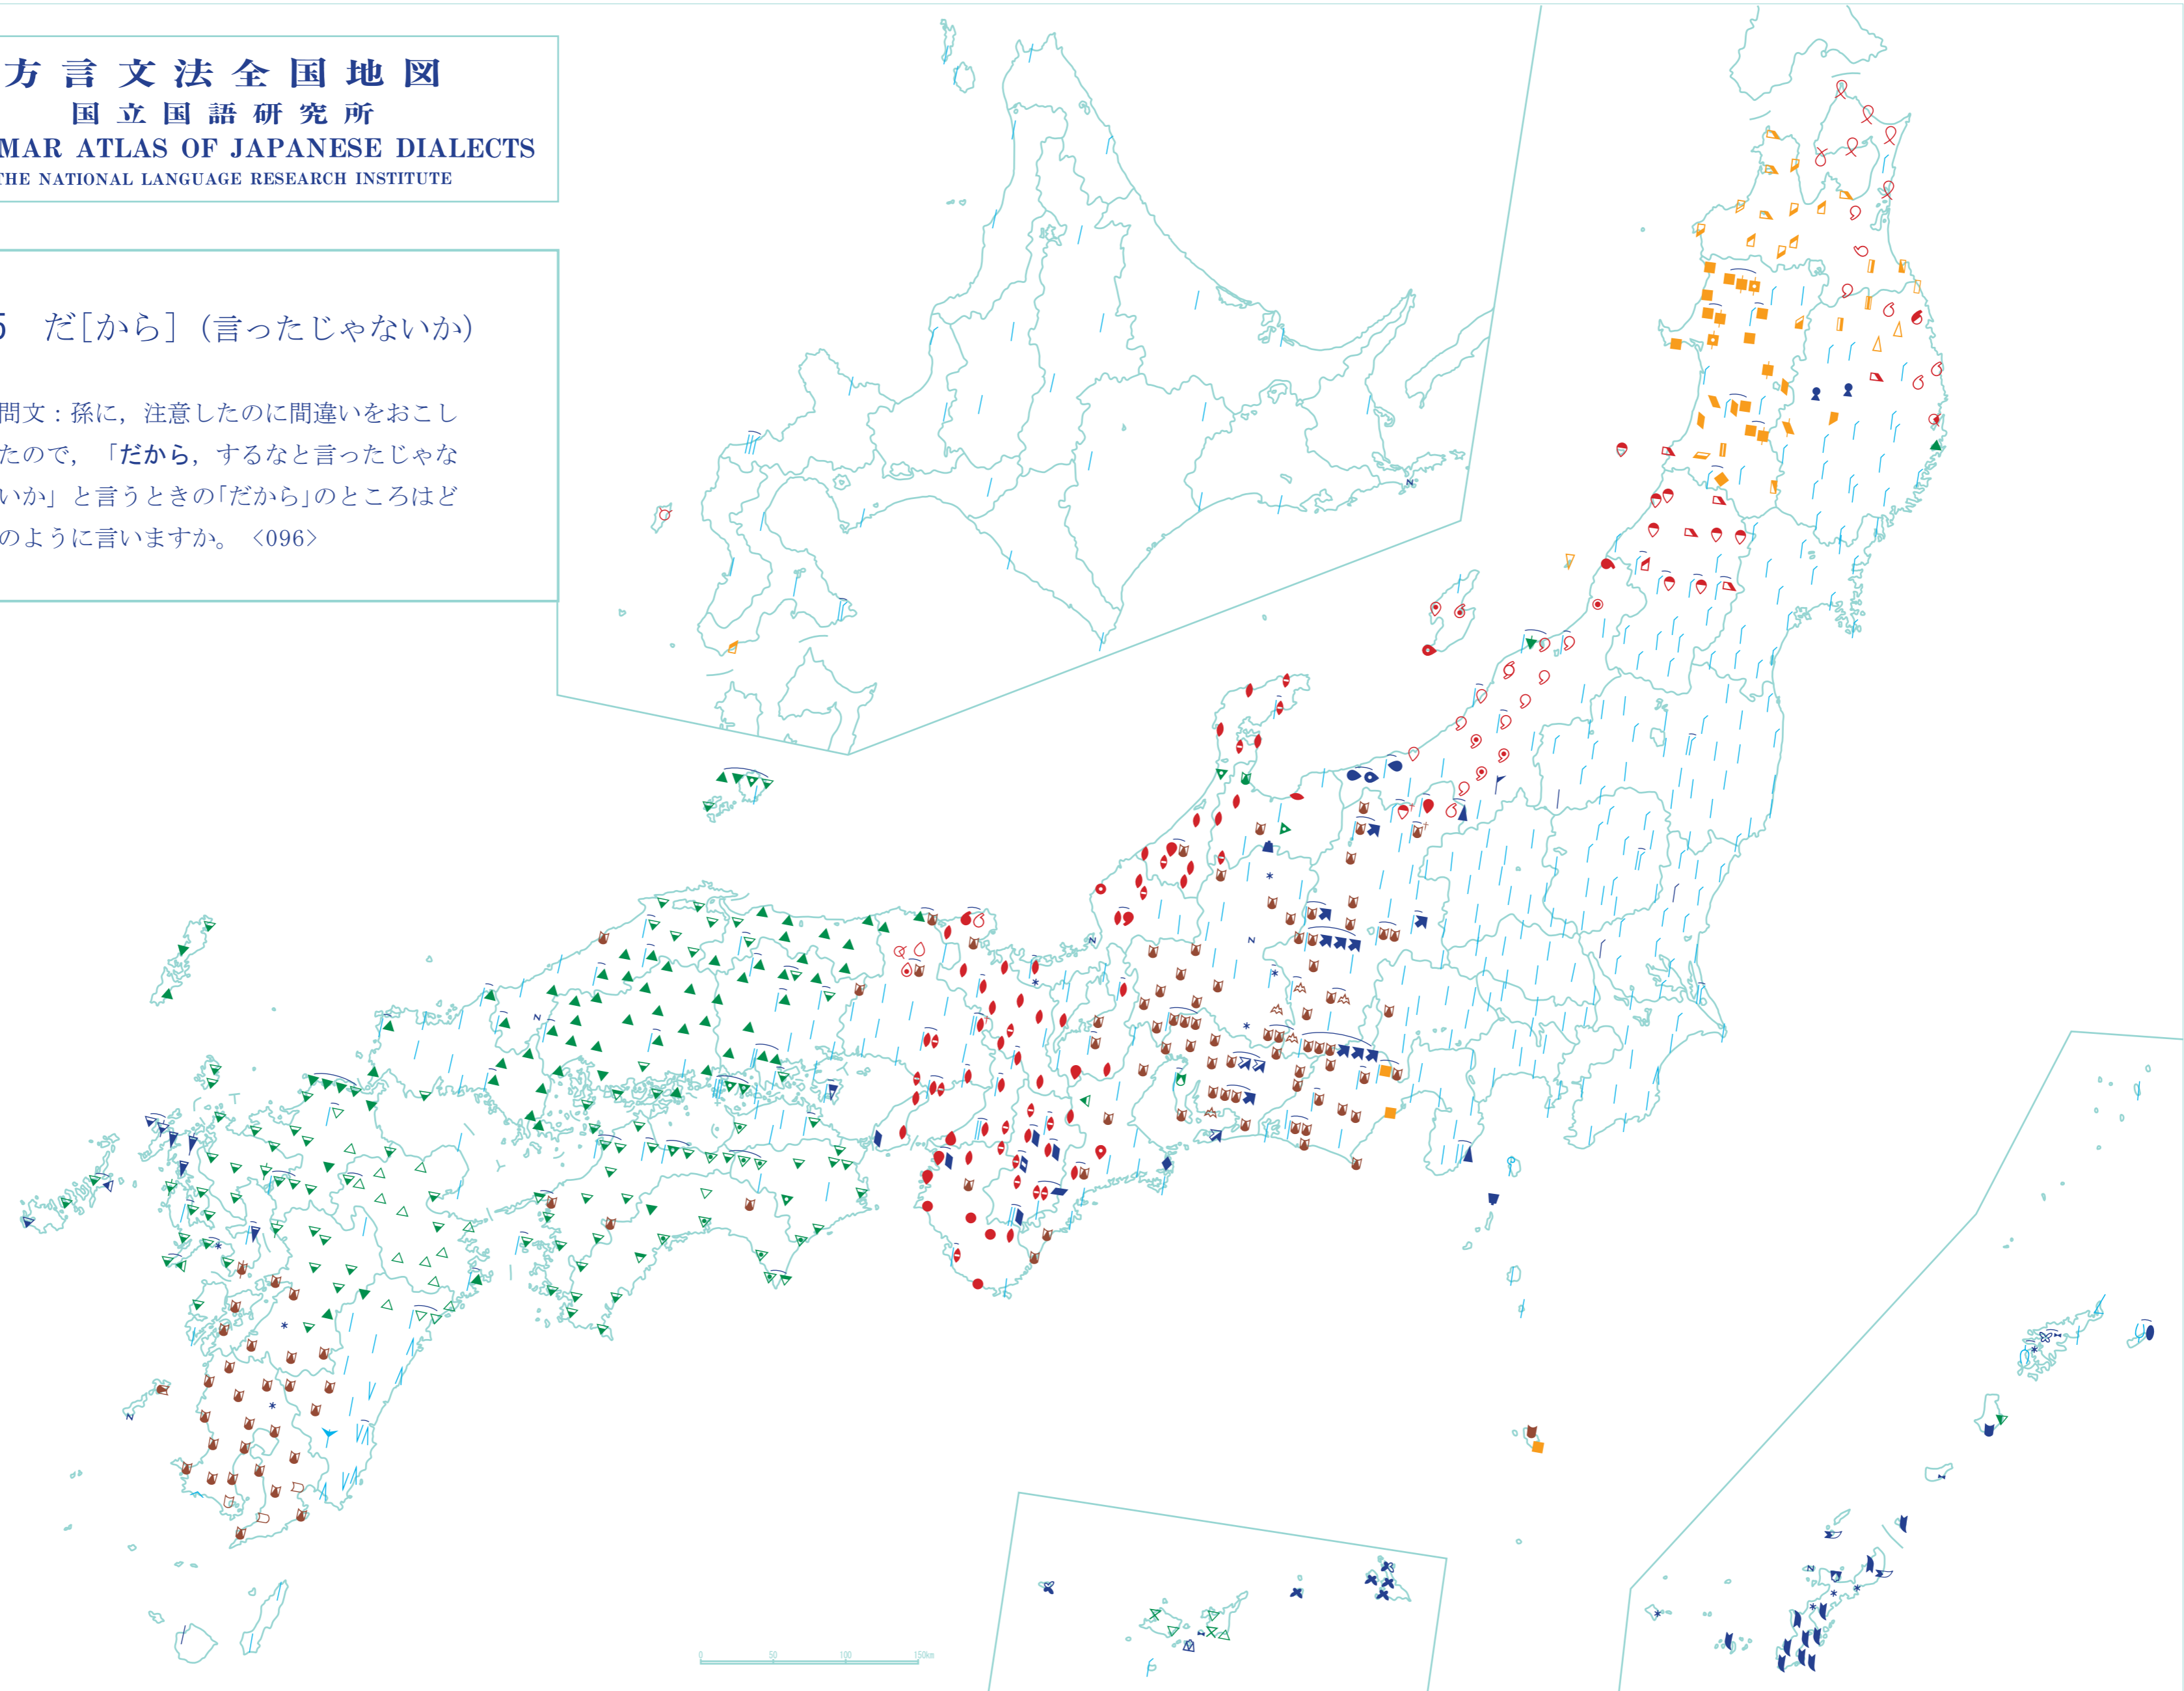 方言文法全国地図
国立国語研究所
MAR ATLAS OF JAPANESE DIALECTS
THE NATIONAL LANGUAGE RESEARCH INSTITUTE
5 だ[から]（言ったじゃないか）
問文：孫に，注意したのに間違いをおこし
たので，「だから，するなと言ったじゃな
いか」と言うときの「だから」のところはど
のように言いますか。 <096>
0 50 100 150km